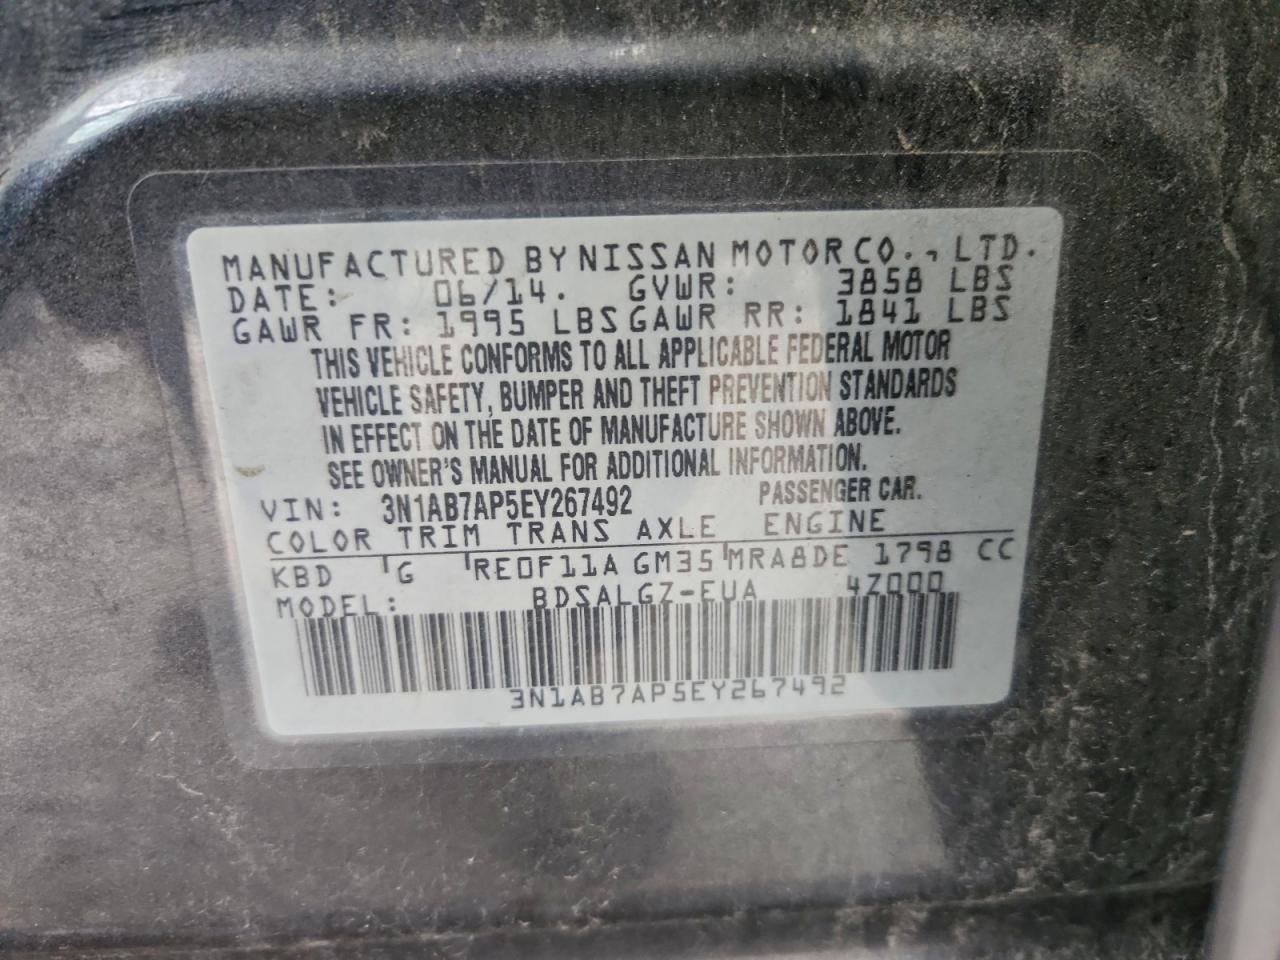 MANUFACTURED BY NISSAN MOTOR CO., LTD.
DATE: 06/14. GVWR: 3858 LBS
GAWR FR: 1995 LBS GAWR RR: 1841 LBS
THIS VEHICLE CONFORMS TO ALL APPLICABLE FEDERAL MOTOR
VEHICLE SAFETY, BUMPER AND THEFT PREVENTION STANDARDS
IN EFFECT ON THE DATE OF MANUFACTURE SHOWN ABOVE.
SEE OWNER'S MANUAL FOR ADDITIONAL INFORMATION.
VIN: 3N1AB7AP5EY267492 PASSENGER CAR.
COLOR TRIM TRANS AXLE ENGINE
KBD G RE0F11A GM35 MRA8DE 1798 CC
MODEL: BDSALGZ-EUA 4Z000
3N1AB7AP5EY267492